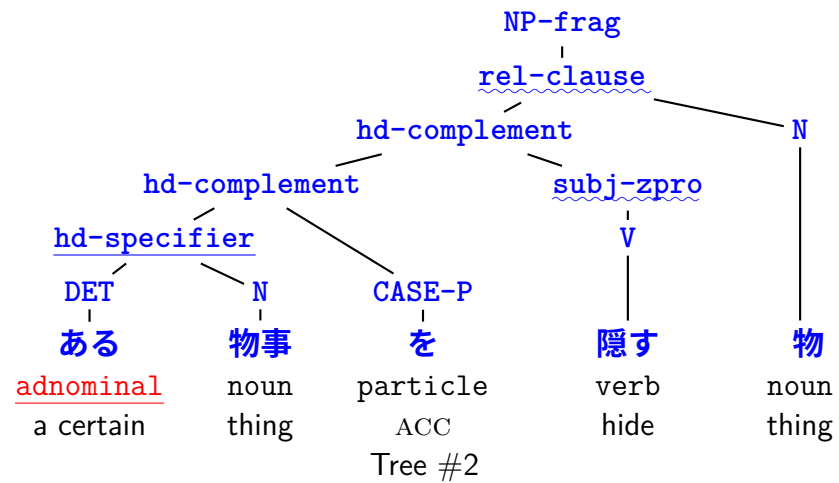 NP-frag
rel-clause
hd-complement N
hd-complement subj-zpro
hd-specifier V
DET N CASE-P
ある 物事 を 隠す 物
adnominal noun particle verb noun
a certain thing ACC hide thing
Tree #2